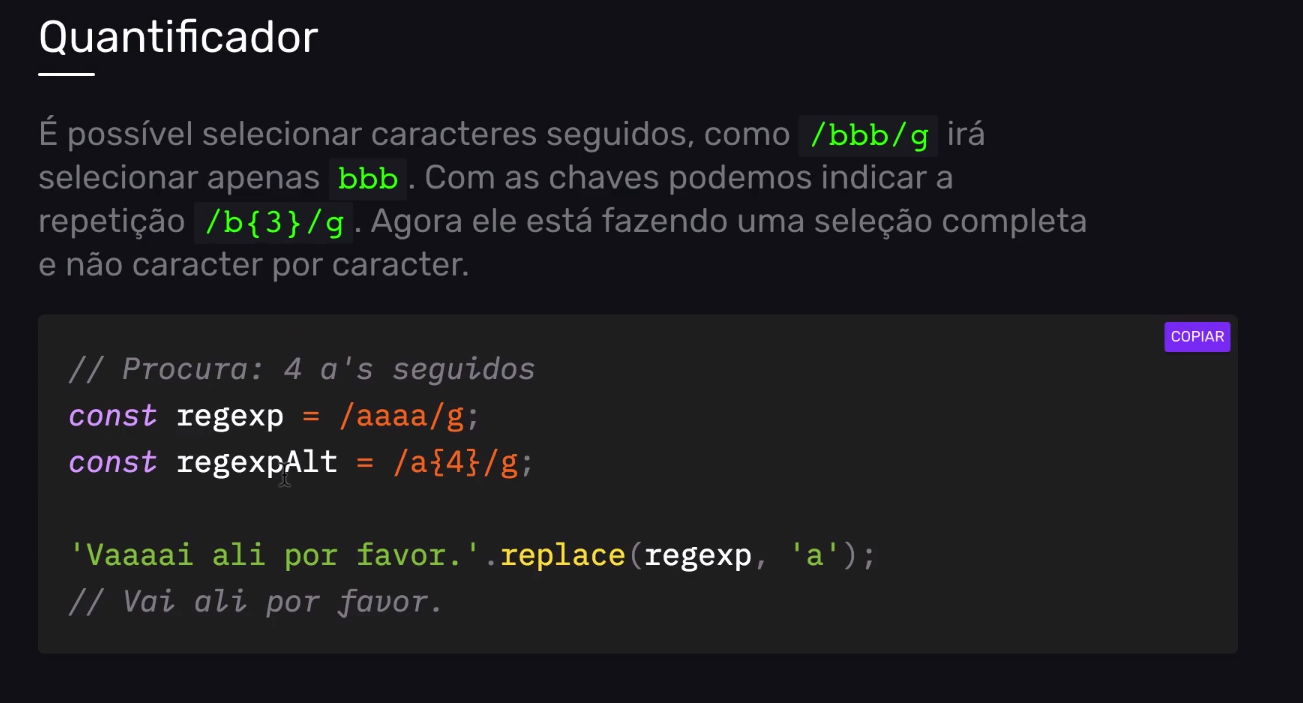 Quantificador
É possível selecionar caracteres seguidos, como /bbb/g irá
selecionar apenas bbb . Com as chaves podemos indicar a
repetição /b{3}/g . Agora ele está fazendo uma seleção completa
e não caracter por caracter.
COPIAR
// Procura: 4 a's seguidos
const regexp = /aaaa/g;
const regexpAlt = /a{4}/g;
'Vaaaai ali por favor.'.replace(regexp, 'a');
// Vai ali por favor.